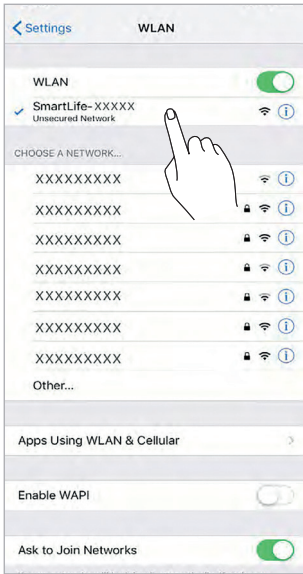 Settings WLAN
WLAN
SmartLife-XXXXX
Unsecured Network
CHOOSE A NETWORK...
XXXXXXXXX
XXXXXXXXX
XXXXXXXXX
XXXXXXXXX
XXXXXXXXX
XXXXXXXXX
XXXXXXXXX
Other...
Apps Using WLAN & Cellular
Enable WAPI
Ask to Join Networks